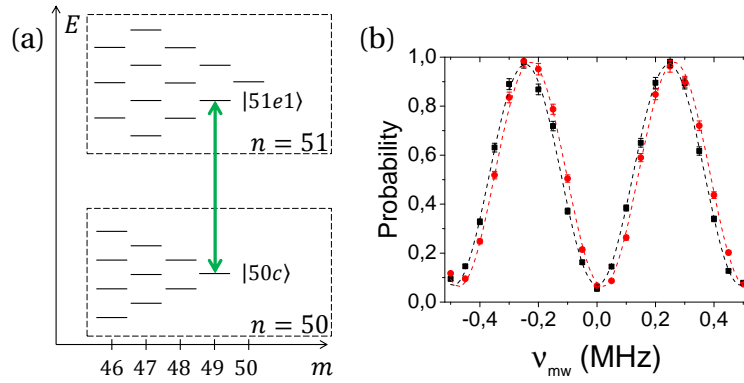 (a)
E
|51e1⟩
n = 51
|50c⟩
n = 50
46 47 48 49 50 m
(b)
Probability
1,0
0,8
0,6
0,4
0,2
0,0
-0,4 -0,2 0,0 0,2 0,4
ν_mw (MHz)